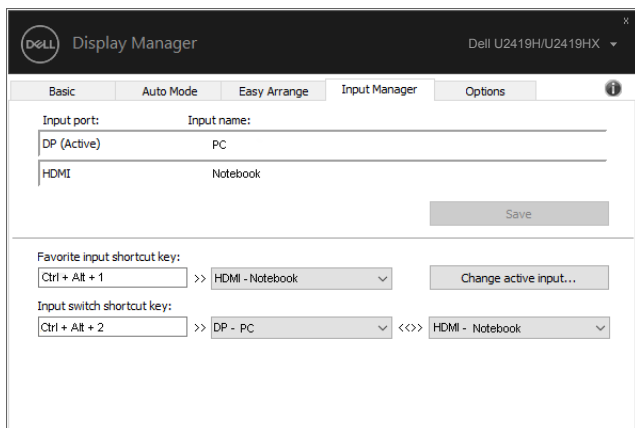 x
DELL Display Manager Dell U2419H/U2419HX
Basic Auto Mode Easy Arrange Input Manager Options i
Input port: Input name:
DP (Active) PC
HDMI Notebook
Save
Favorite input shortcut key:
Ctrl + Alt + 1 >> HDMI - Notebook Change active input...
Input switch shortcut key:
Ctrl + Alt + 2 >> DP - PC <<>> HDMI - Notebook